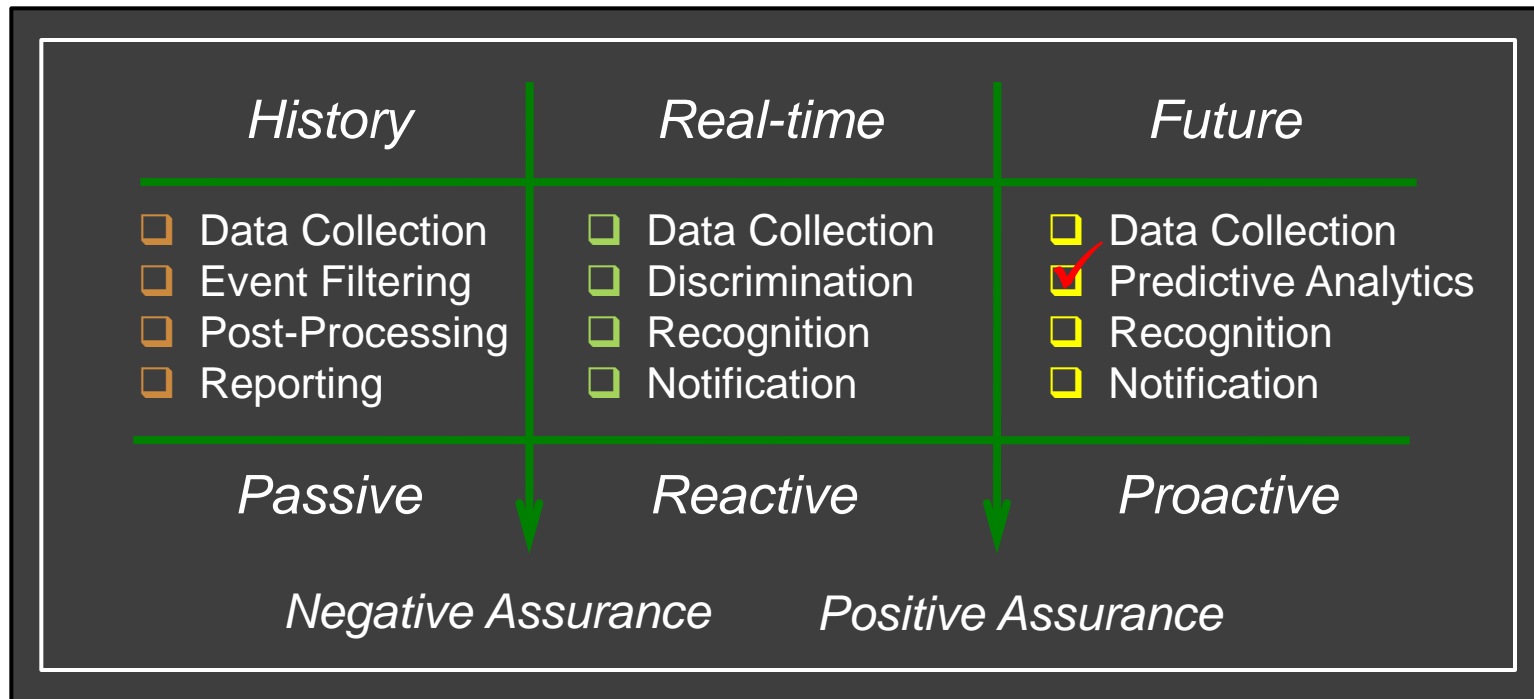 History Real-time Future
Data Collection Data Collection Data Collection
Event Filtering Discrimination Predictive Analytics
Post-Processing Recognition Recognition
Reporting Notification Notification
Passive Reactive Proactive
Negative Assurance Positive Assurance